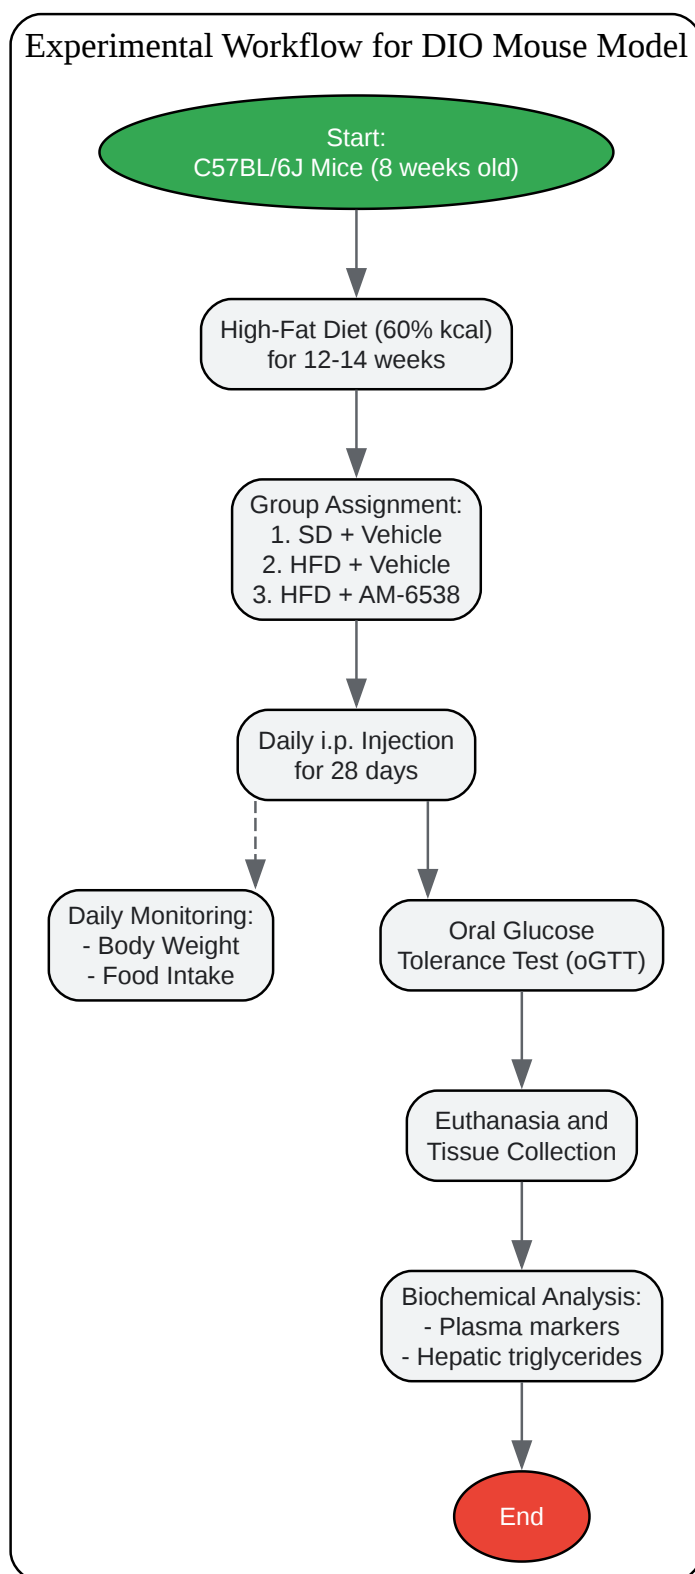 Experimental Workflow for DIO Mouse Model
Start:
C57BL/6J Mice (8 weeks old)
High-Fat Diet (60% kcal)
for 12-14 weeks
Group Assignment:
1. SD + Vehicle
2. HFD + Vehicle
3. HFD + AM-6538
Daily i.p. Injection
for 28 days
Daily Monitoring:
- Body Weight
- Food Intake
Oral Glucose
Tolerance Test (oGTT)
Euthanasia and
Tissue Collection
Biochemical Analysis:
- Plasma markers
- Hepatic triglycerides
End